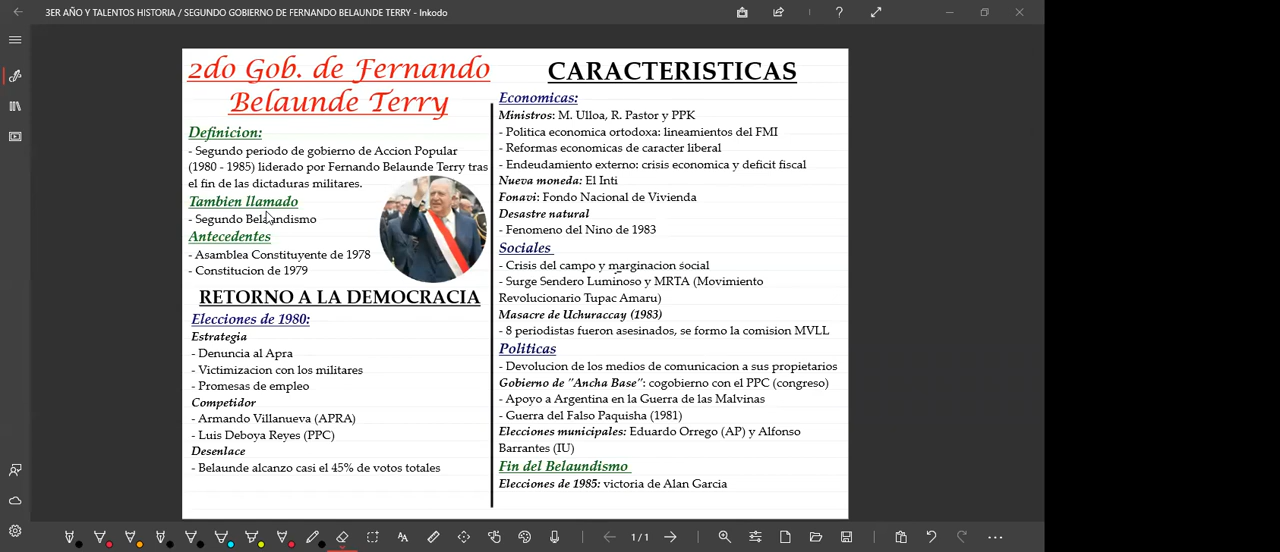 3ER AÑO Y TALENTOS HISTORIA / SEGUNDO GOBIERNO DE FERNANDO BELAUNDE TERRY - Inkodo
2do Gob. de Fernando
Belaunde Terry
Definicion:
- Segundo periodo de gobierno de Accion Popular
(1980 - 1985) liderado por Fernando Belaunde Terry tras
el fin de las dictaduras militares.
Tambien llamado
- Segundo Belaundismo
Antecedentes
- Asamblea Constituyente de 1978
- Constitucion de 1979
RETORNO A LA DEMOCRACIA
Elecciones de 1980:
Estrategia
- Denuncia al Apra
- Victimizacion con los militares
- Promesas de empleo
Competidor
- Armando Villanueva (APRA)
- Luis Deboya Reyes (PPC)
Desenlace
- Belaunde alcanzo casi el 45% de votos totales
CARACTERISTICAS
Economicas:
Ministros: M. Ulloa, R. Pastor y PPK
- Politica economica ortodoxa: lineamientos del FMI
- Reformas economicas de caracter liberal
- Endeudamiento externo: crisis economica y deficit fiscal
Nueva moneda: El Inti
Fonavi: Fondo Nacional de Vivienda
Desastre natural
- Fenomeno del Nino de 1983
Sociales
- Crisis del campo y marginacion social
- Surge Sendero Luminoso y MRTA (Movimiento
Revolucionario Tupac Amaru)
Masacre de Uchuraccay (1983)
- 8 periodistas fueron asesinados, se formo la comision MVLL
Politicas
- Devolucion de los medios de comunicacion a sus propietarios
Gobierno de "Ancha Base": cogobierno con el PPC (congreso)
- Apoyo a Argentina en la Guerra de las Malvinas
- Guerra del Falso Paquisha (1981)
Elecciones municipales: Eduardo Orrego (AP) y Alfonso
Barrantes (IU)
Fin del Belaundismo
Elecciones de 1985: victoria de Alan Garcia
1/1